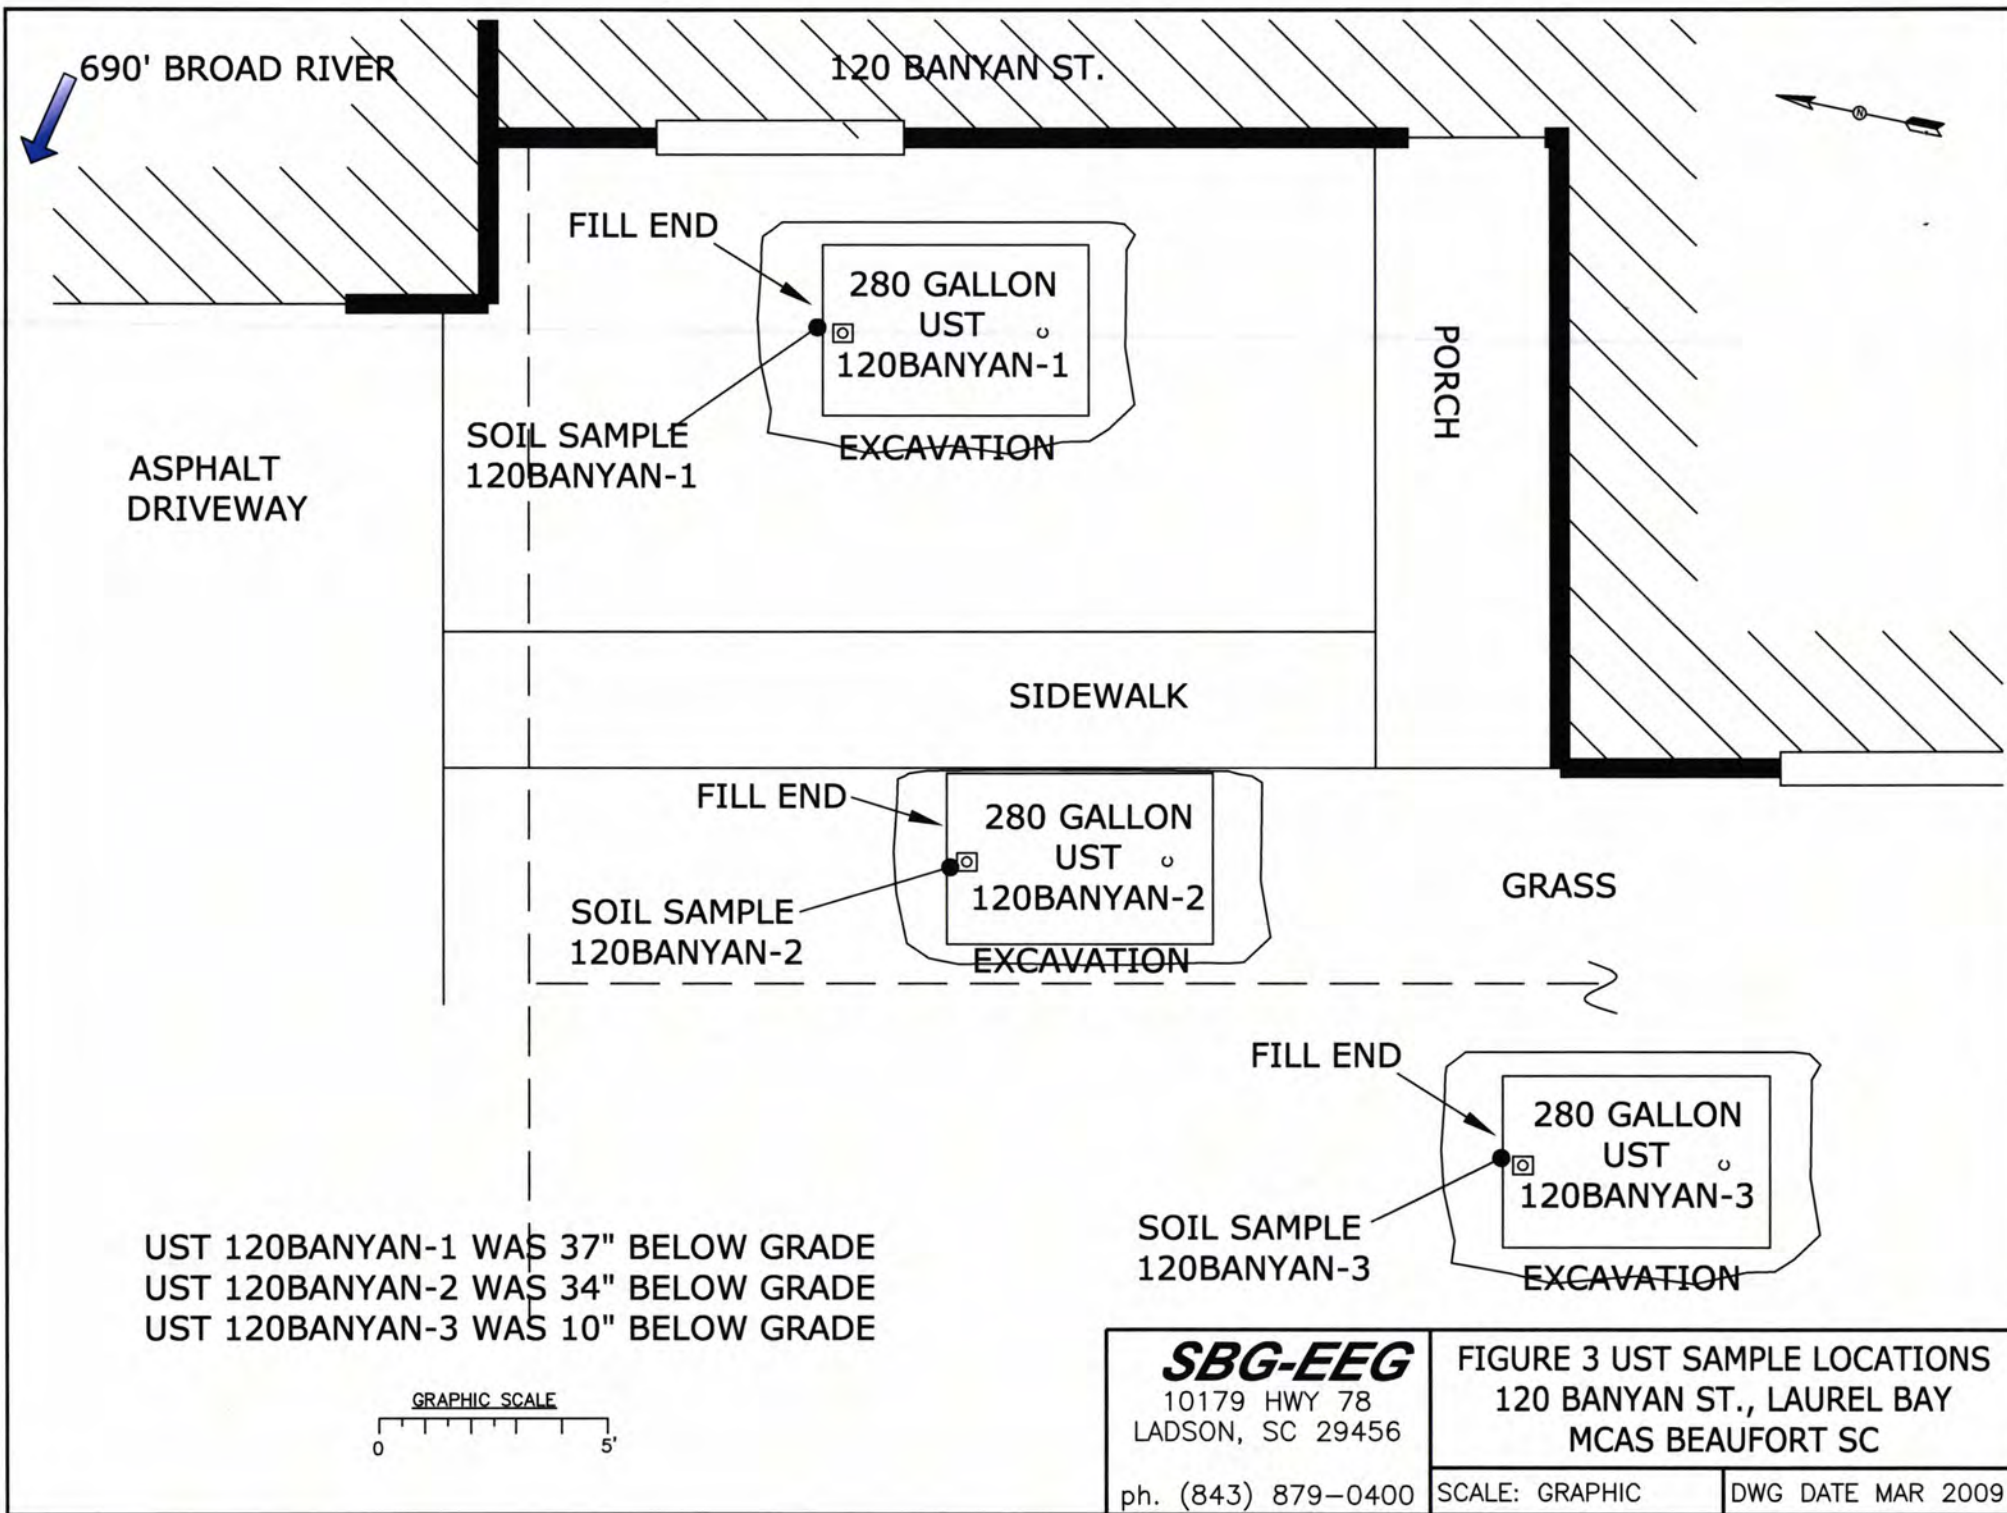 690' BROAD RIVER
120 BANYAN ST.
N
FILL END
280 GALLON
UST
120BANYAN-1
C
SOIL SAMPLE
120BANYAN-1
EXCAVATION
PORCH
ASPHALT
DRIVEWAY
SIDEWALK
FILL END
280 GALLON
UST
120BANYAN-2
C
SOIL SAMPLE
120BANYAN-2
EXCAVATION
GRASS
FILL END
280 GALLON
UST
120BANYAN-3
C
SOIL SAMPLE
120BANYAN-3
EXCAVATION
UST 120BANYAN-1 WAS 37" BELOW GRADE
UST 120BANYAN-2 WAS 34" BELOW GRADE
UST 120BANYAN-3 WAS 10" BELOW GRADE
GRAPHIC SCALE
0 5'
SBG-EEG
10179 HWY 78
LADSON, SC 29456
ph. (843) 879-0400
FIGURE 3 UST SAMPLE LOCATIONS
120 BANYAN ST., LAUREL BAY
MCAS BEAUFORT SC
SCALE: GRAPHIC
DWG DATE MAR 2009